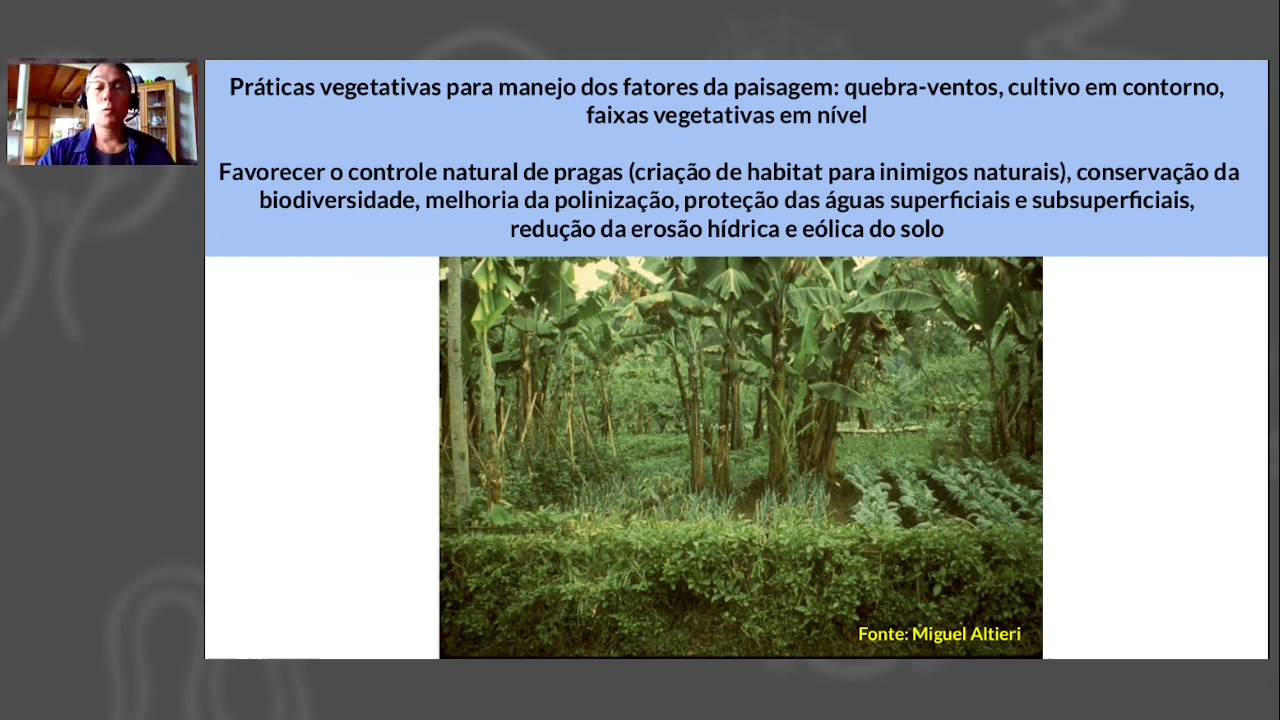 Práticas vegetativas para manejo dos fatores da paisagem: quebra-ventos, cultivo em contorno,
faixas vegetativas em nível
Favorecer o controle natural de pragas (criação de habitat para inimigos naturais), conservação da
biodiversidade, melhoria da polinização, proteção das águas superficiais e subsuperficiais,
redução da erosão hídrica e eólica do solo
Fonte: Miguel Altieri